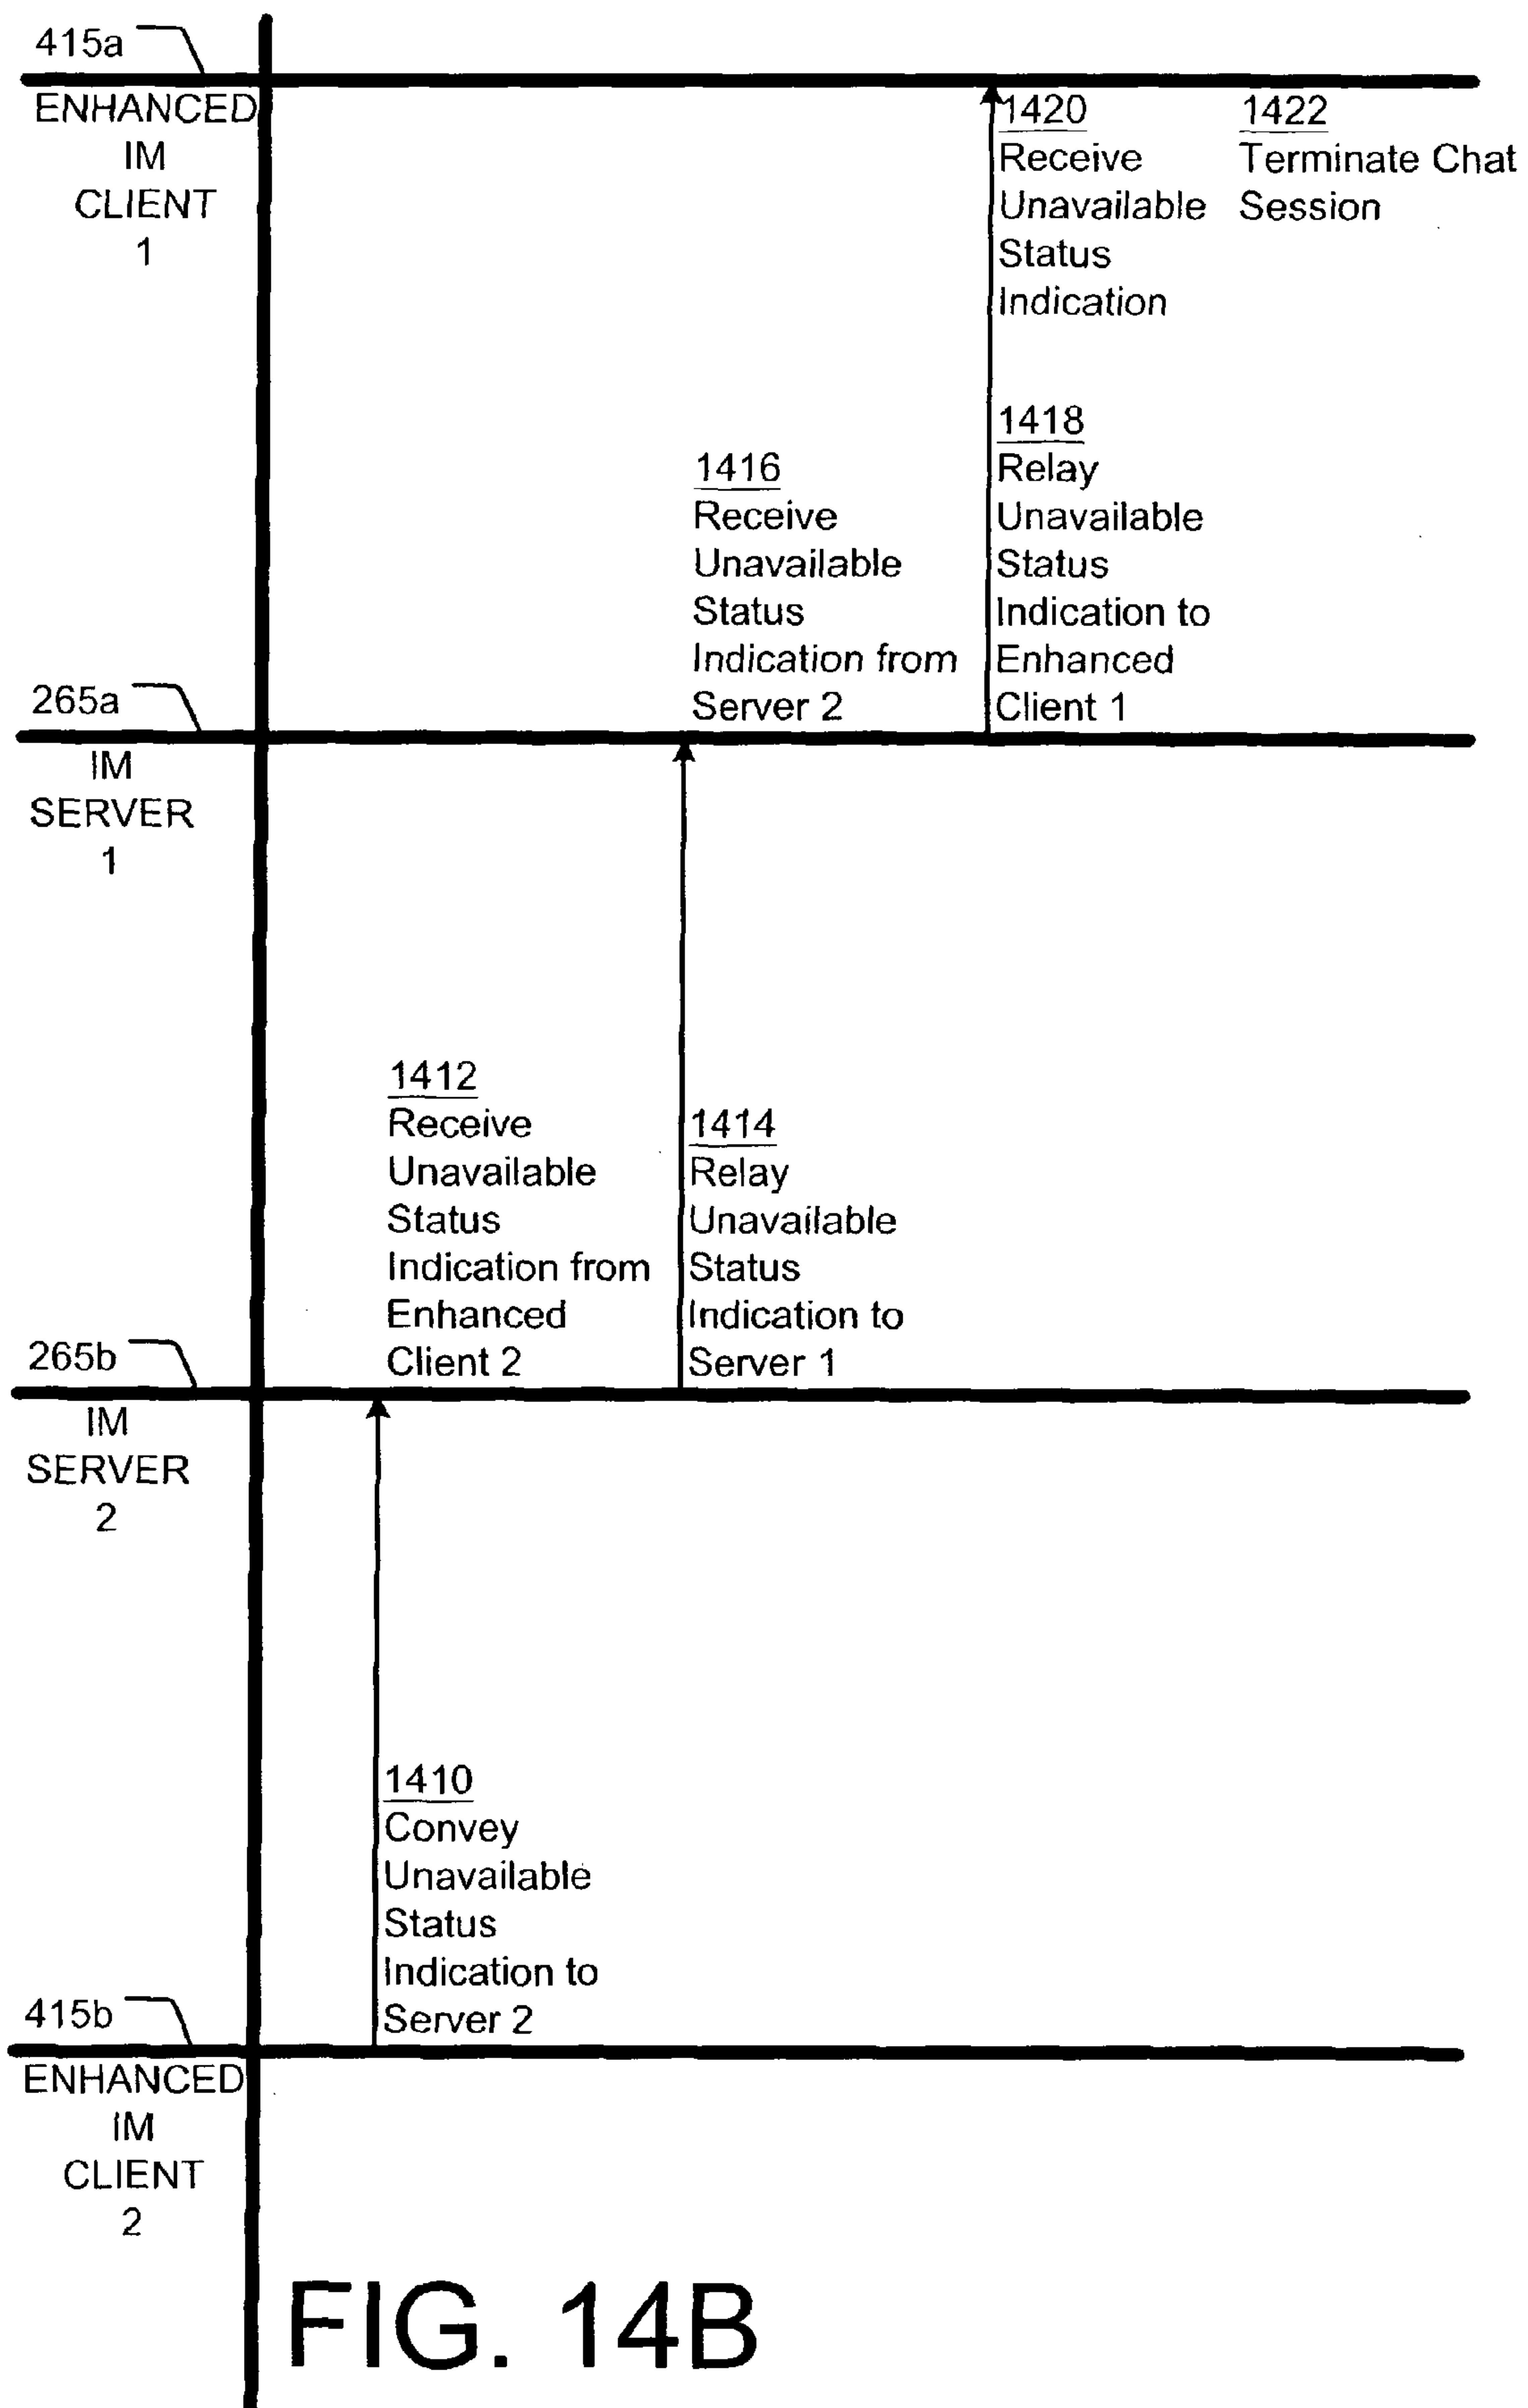 415a
ENHANCED
IM
CLIENT
1
1420
Receive
Unavailable
Status
Indication
1422
Terminate Chat
Session
1416
Receive
Unavailable
Status
Indication from
Server 2
1418
Relay
Unavailable
Status
Indication to
Enhanced
Client 1
265a
IM
SERVER
1
1412
Receive
Unavailable
Status
Indication from
Enhanced
Client 2
1414
Relay
Unavailable
Status
Indication to
Server 1
265b
IM
SERVER
2
1410
Convey
Unavailable
Status
Indication to
Server 2
415b
ENHANCED
IM
CLIENT
2
FIG. 14B